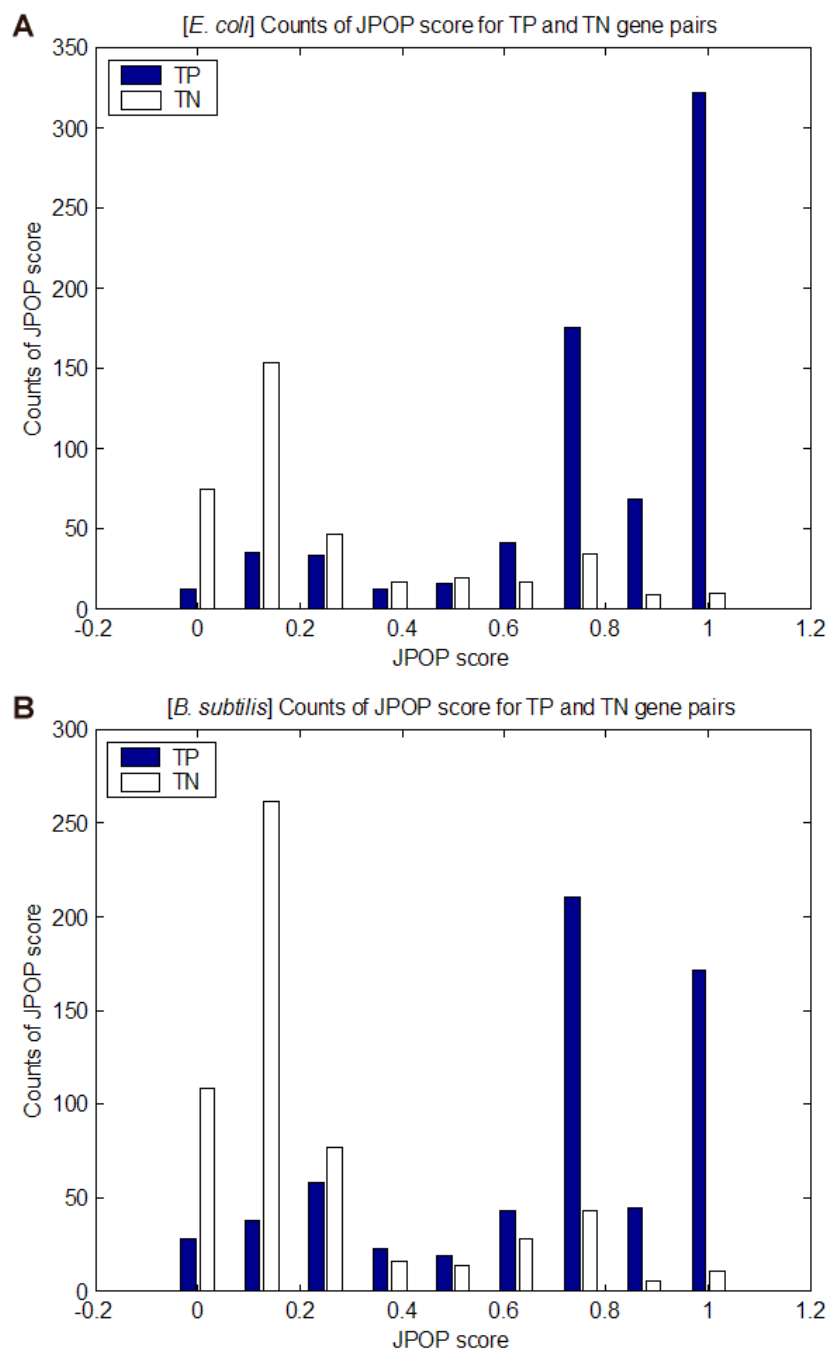 A
[E. coli] Counts of JPOP score for TP and TN gene pairs
350
300
250
200
150
100
50
0
Counts of JPOP score
TP
TN
-0.2 0 0.2 0.4 0.6 0.8 1 1.2
JPOP score
B
[B. subtilis] Counts of JPOP score for TP and TN gene pairs
300
250
200
150
100
50
0
Counts of JPOP score
TP
TN
-0.2 0 0.2 0.4 0.6 0.8 1 1.2
JPOP score